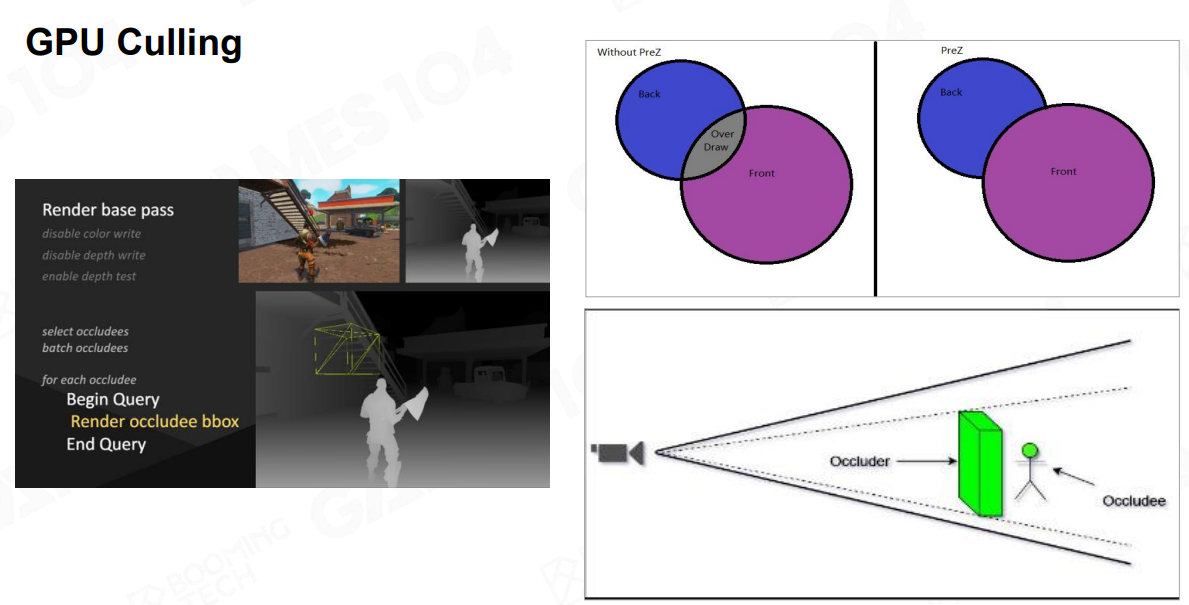 GPU Culling
Render base pass
disable color write
disable depth write
enable depth test
select occludees
batch occludees
for each occludee
Begin Query
Render occludee bbox
End Query
Without PreZ
Back
Over
Draw
Front
PreZ
Back
Front
Occluder
Occludee
GAMES104
BOOMING
TECH